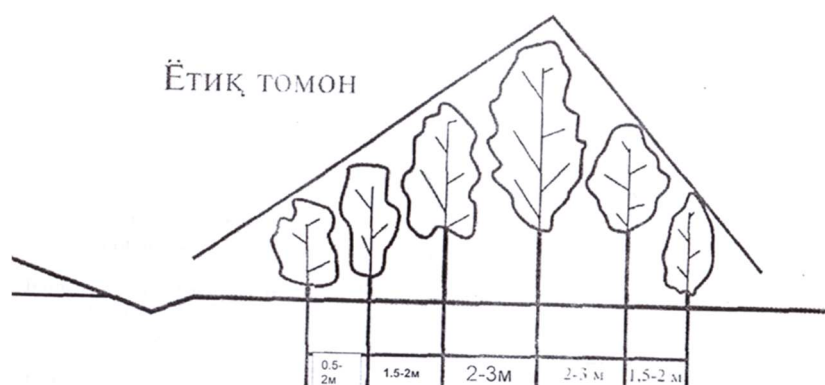 Ётиқ томон
0.5-
2м
1.5-2м
2-3м
2-3 м
1,5-2 м